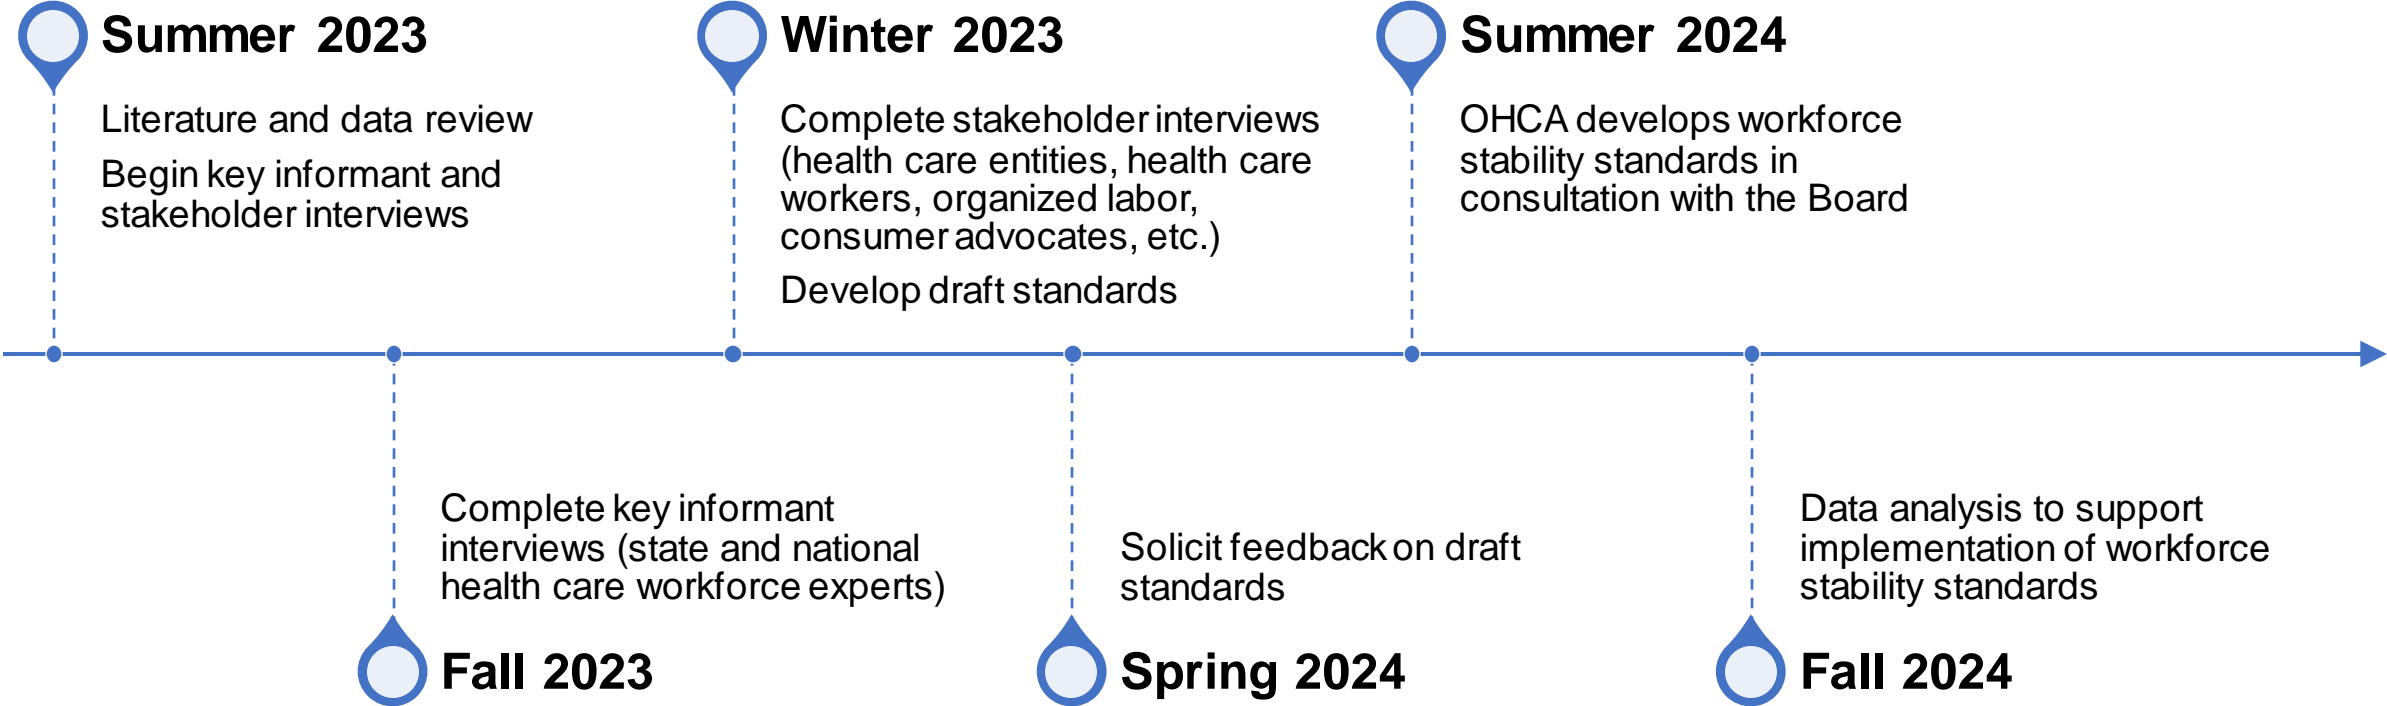 Summer 2023
Literature and data review
Begin key informant and
stakeholder interviews
Complete key informant
interviews (state and national
health care workforce experts)
Fall 2023
Winter 2023
Complete stakeholder interviews
(health care entities, health care
workers, organized labor,
consumer advocates, etc.)
Develop draft standards
Solicit feedback on draft
standards
Spring 2024
Summer 2024
OHCA develops workforce
stability standards in
consultation with the Board
Data analysis to support
implementation of workforce
stability standards
Fall 2024